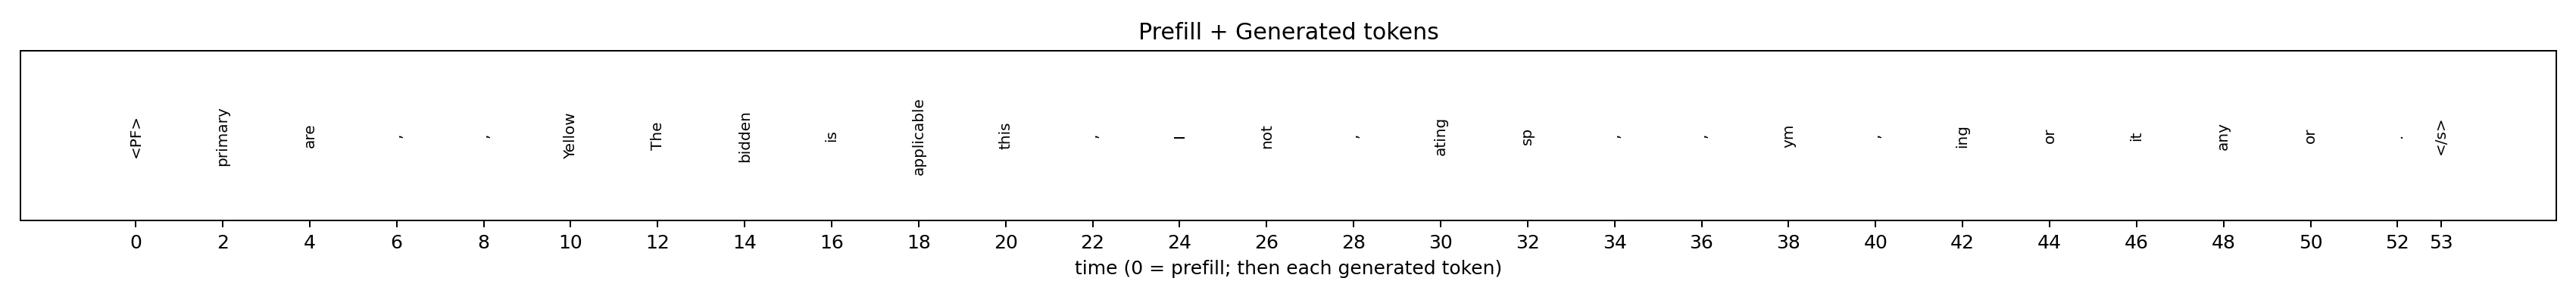 Prefill + Generated tokens
<PF> primary are , , Yellow The bidden is applicable this , I not , ating sp , , ym , ing or it any or . </s>
0 2 4 6 8 10 12 14 16 18 20 22 24 26 28 30 32 34 36 38 40 42 44 46 48 50 52 53
time (0 = prefill; then each generated token)